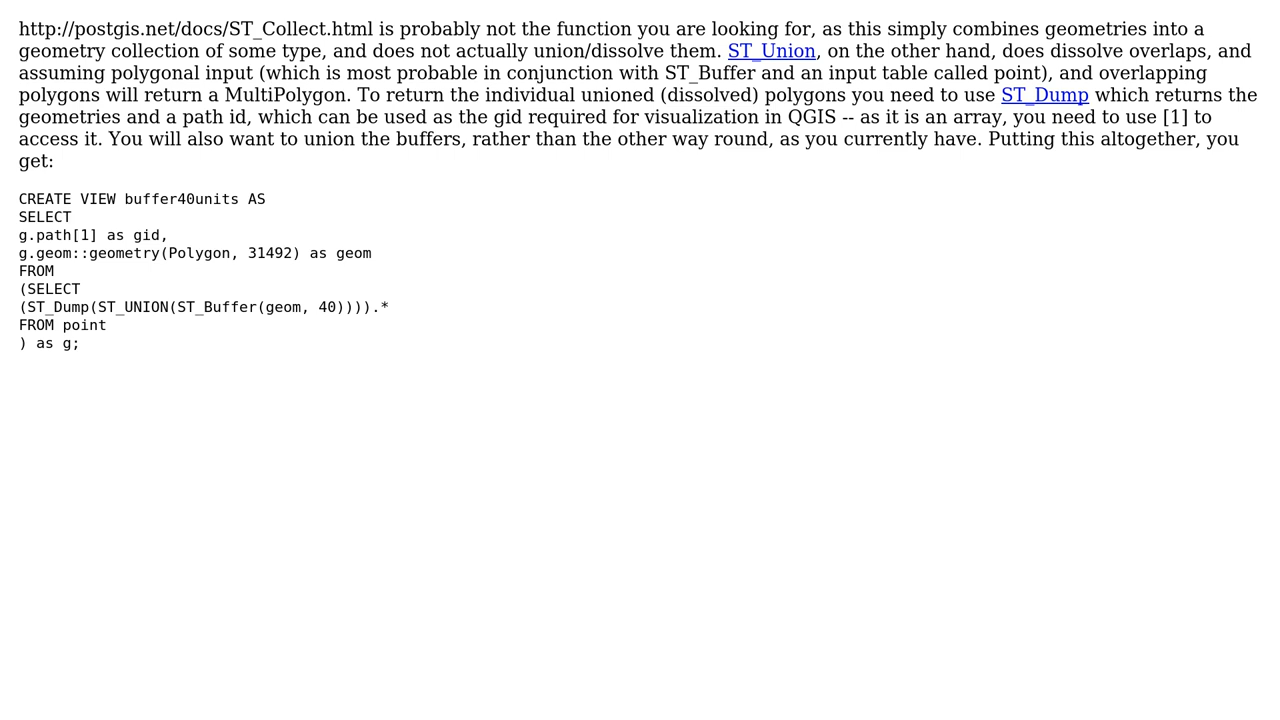 http://postgis.net/docs/ST_Collect.html is probably not the function you are looking for, as this simply combines geometries into a
geometry collection of some type, and does not actually union/dissolve them. ST_Union, on the other hand, does dissolve overlaps, and
assuming polygonal input (which is most probable in conjunction with ST_Buffer and an input table called point), and overlapping
polygons will return a MultiPolygon. To return the individual unioned (dissolved) polygons you need to use ST_Dump which returns the
geometries and a path id, which can be used as the gid required for visualization in QGIS -- as it is an array, you need to use [1] to
access it. You will also want to union the buffers, rather than the other way round, as you currently have. Putting this altogether, you
get:
CREATE VIEW buffer40units AS
SELECT
g.path[1] as gid,
g.geom::geometry(Polygon, 31492) as geom
FROM
(SELECT
(ST_Dump(ST_UNION(ST_Buffer(geom, 40)))).*
FROM point
) as g;